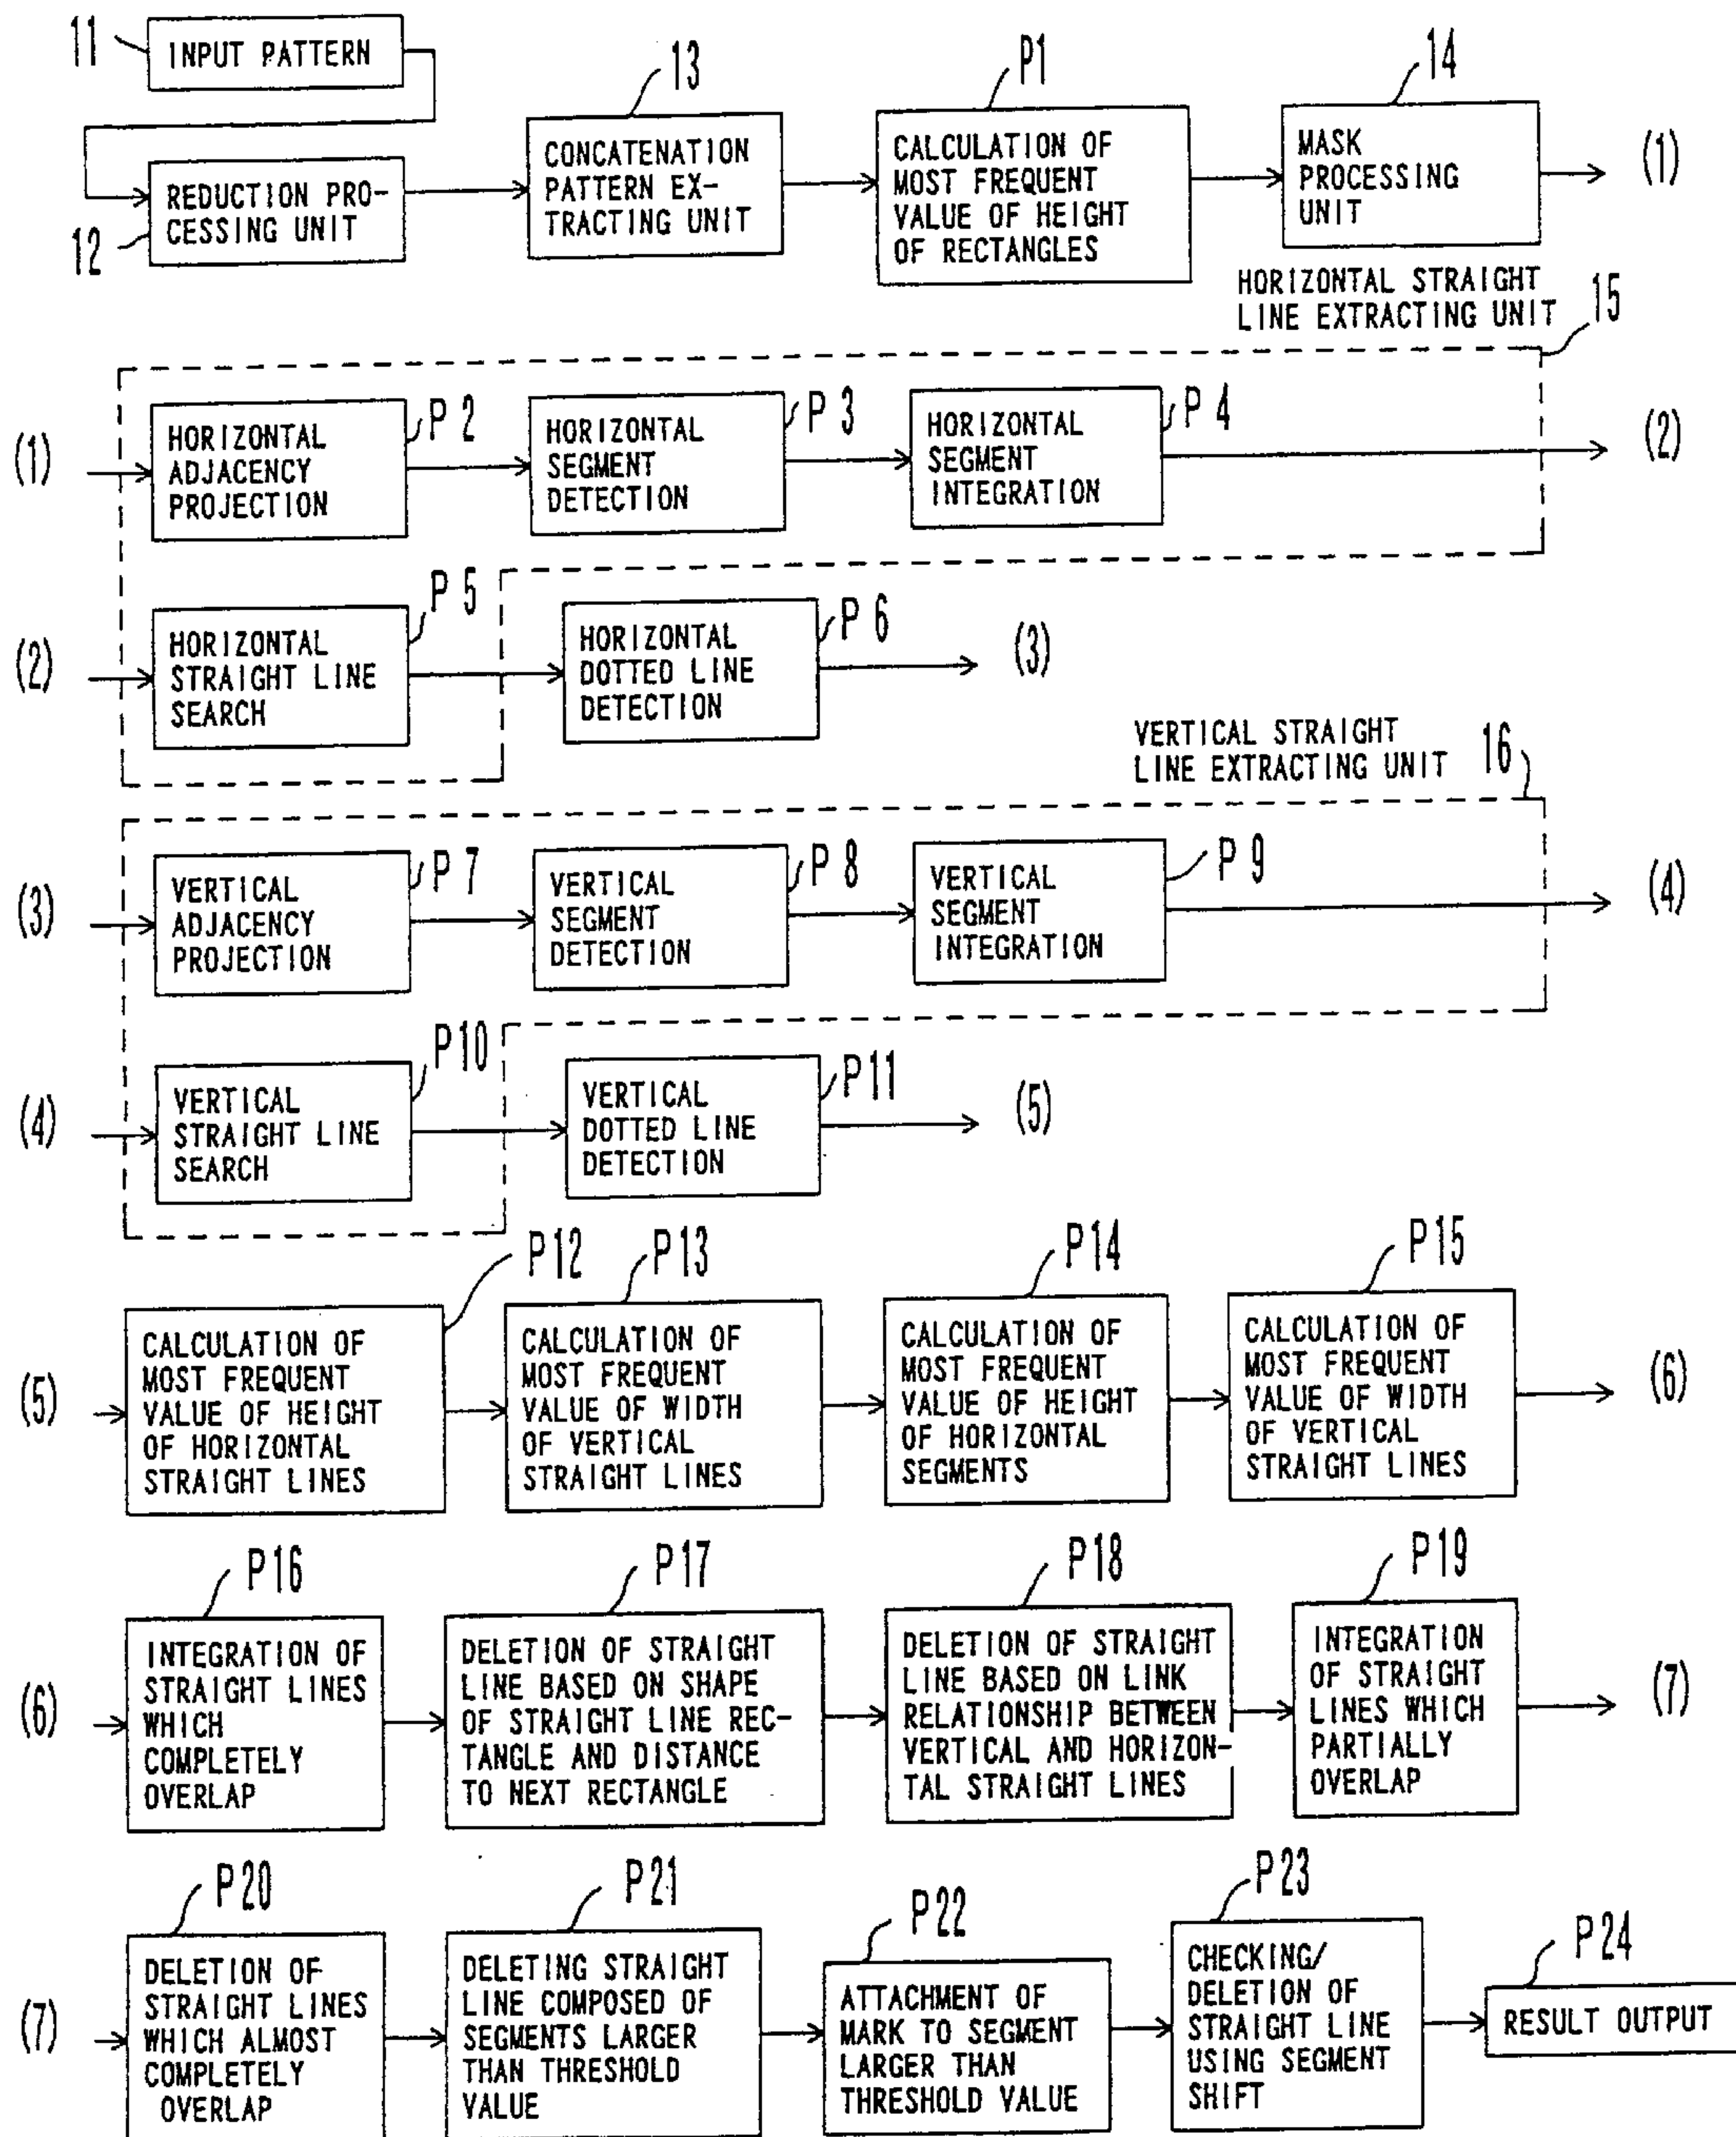 11
INPUT PATTERN
12
REDUCTION PRO-
CESSING UNIT
13
CONCATENATION
PATTERN EX-
TRACTING UNIT
P1
CALCULATION OF
MOST FREQUENT
VALUE OF HEIGHT
OF RECTANGLES
14
MASK
PROCESSING
UNIT
(1)
HORIZONTAL STRAIGHT
LINE EXTRACTING UNIT
15
(1)
HORIZONTAL
ADJACENCY
PROJECTION
P 2
HORIZONTAL
SEGMENT
DETECTION
P 3
HORIZONTAL
SEGMENT
INTEGRATION
P 4
(2)
(2)
HORIZONTAL
STRAIGHT LINE
SEARCH
P 5
HORIZONTAL
DOTTED LINE
DETECTION
P 6
(3)
VERTICAL STRAIGHT
LINE EXTRACTING UNIT
16
(3)
VERTICAL
ADJACENCY
PROJECTION
P 7
VERTICAL
SEGMENT
DETECTION
P 8
VERTICAL
SEGMENT
INTEGRATION
P 9
(4)
(4)
VERTICAL
STRAIGHT LINE
SEARCH
P10
VERTICAL
DOTTED LINE
DETECTION
P11
(5)
(5)
P12
CALCULATION OF
MOST FREQUENT
VALUE OF HEIGHT
OF HORIZONTAL
STRAIGHT LINES
P13
CALCULATION OF
MOST FREQUENT
VALUE OF WIDTH
OF VERTICAL
STRAIGHT LINES
P14
CALCULATION OF
MOST FREQUENT
VALUE OF HEIGHT
OF HORIZONTAL
SEGMENTS
P15
CALCULATION OF
MOST FREQUENT
VALUE OF WIDTH
OF VERTICAL
STRAIGHT LINES
(6)
(6)
P16
INTEGRATION OF
STRAIGHT LINES
WHICH
COMPLETELY
OVERLAP
P17
DELETION OF STRAIGHT
LINE BASED ON SHAPE
OF STRAIGHT LINE REC-
TANGLE AND DISTANCE
TO NEXT RECTANGLE
P18
DELETION OF STRAIGHT
LINE BASED ON LINK
RELATIONSHIP BETWEEN
VERTICAL AND HORIZON-
TAL STRAIGHT LINES
P19
INTEGRATION
OF STRAIGHT
LINES WHICH
PARTIALLY
OVERLAP
(7)
(7)
P20
DELETION OF
STRAIGHT LINES
WHICH ALMOST
COMPLETELY
OVERLAP
P21
DELETING STRAIGHT
LINE COMPOSED OF
SEGMENTS LARGER
THAN THRESHOLD
VALUE
P22
ATTACHMENT OF
MARK TO SEGMENT
LARGER THAN
THRESHOLD VALUE
P23
CHECKING/
DELETION OF
STRAIGHT LINE
USING SEGMENT
SHIFT
P24
RESULT OUTPUT